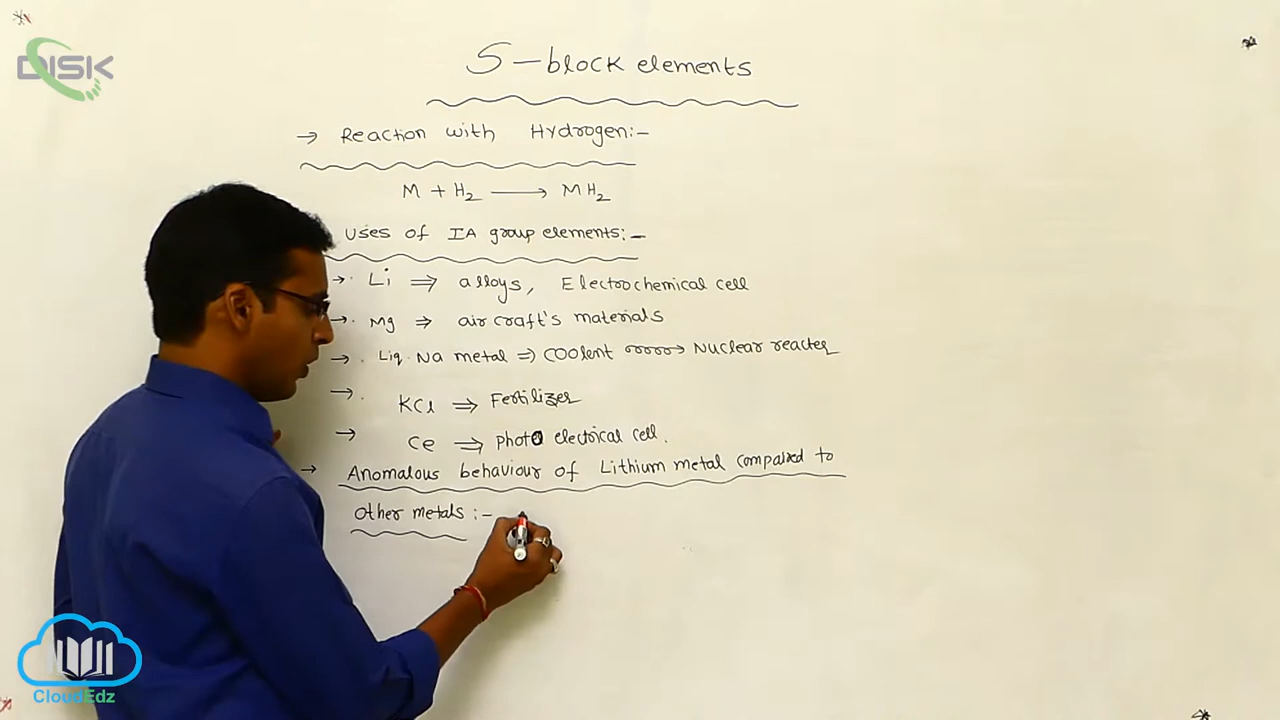 DISK
S-block elements
→ Reaction with Hydrogen:-
M + H₂ ⟶ MH₂
Uses of IA group elements:-
→· Li ⇒ alloys, Electrochemical cell
→· Mg ⇒ air craft's materials
→· Liq. Na metal ⇒ COOlent → Nuclear reacter
→· KCl ⇒ Fertilizer
→ Ce ⇒ photo electrical cell.
→ Anomalous behaviour of Lithium metal compared to
Other metals:-
CloudEdz